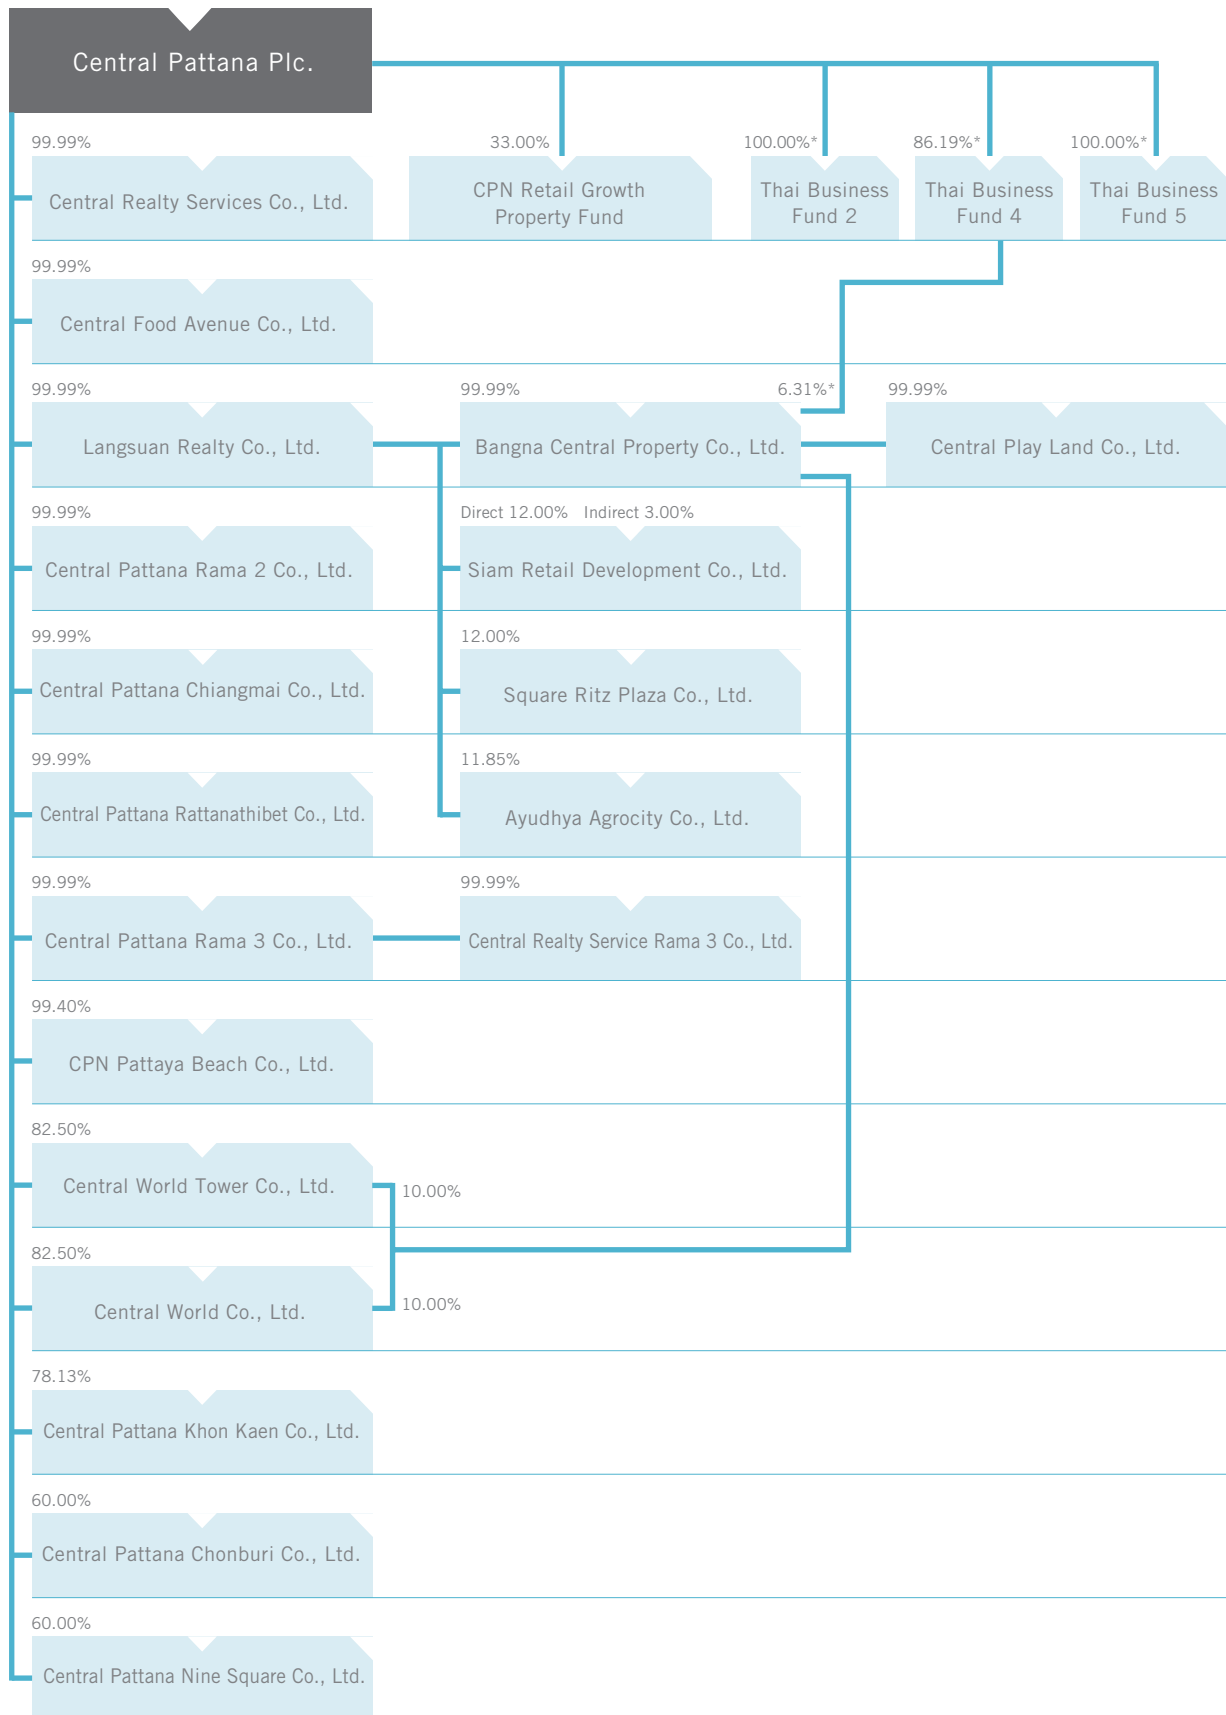 Central Pattana Plc.
99.99%
33.00%
100.00%*
86.19%*
100.00%*
Central Realty Services Co., Ltd.
CPN Retail Growth
Property Fund
Thai Business
Fund 2
Thai Business
Fund 4
Thai Business
Fund 5
99.99%
Central Food Avenue Co., Ltd.
99.99%
99.99%
6.31%*
99.99%
Langsuan Realty Co., Ltd.
Bangna Central Property Co., Ltd.
Central Play Land Co., Ltd.
99.99%
Direct 12.00% Indirect 3.00%
Central Pattana Rama 2 Co., Ltd.
Siam Retail Development Co., Ltd.
99.99%
12.00%
Central Pattana Chiangmai Co., Ltd.
Square Ritz Plaza Co., Ltd.
99.99%
11.85%
Central Pattana Rattanathibet Co., Ltd.
Ayudhya Agrocity Co., Ltd.
99.99%
99.99%
Central Pattana Rama 3 Co., Ltd.
Central Realty Service Rama 3 Co., Ltd.
99.40%
CPN Pattaya Beach Co., Ltd.
82.50%
Central World Tower Co., Ltd.
10.00%
82.50%
Central World Co., Ltd.
10.00%
78.13%
Central Pattana Khon Kaen Co., Ltd.
60.00%
Central Pattana Chonburi Co., Ltd.
60.00%
Central Pattana Nine Square Co., Ltd.